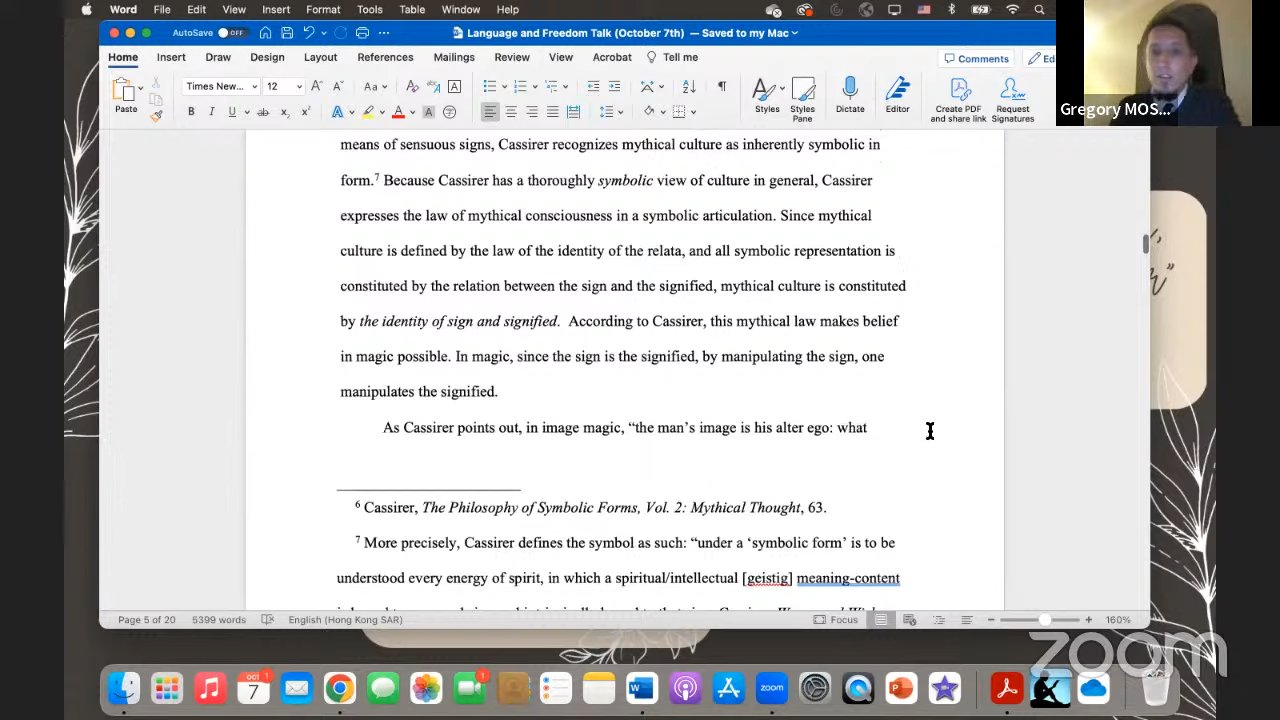 Word File Edit View Insert Format Tools Table Window Help
AutoSave OFF Language and Freedom Talk (October 7th) — Saved to my Mac
Home Insert Draw Design Layout References Mailings Review View Acrobat Tell me Comments
Paste Times New... 12 Aa Styles Styles Pane Dictate Editor Create PDF and share link Request Signatures
Gregory MOS...
means of sensuous signs, Cassirer recognizes mythical culture as inherently symbolic in
form.7 Because Cassirer has a thoroughly symbolic view of culture in general, Cassirer
expresses the law of mythical consciousness in a symbolic articulation. Since mythical
culture is defined by the law of the identity of the relata, and all symbolic representation is
constituted by the relation between the sign and the signified, mythical culture is constituted
by the identity of sign and signified. According to Cassirer, this mythical law makes belief
in magic possible. In magic, since the sign is the signified, by manipulating the sign, one
manipulates the signified.
As Cassirer points out, in image magic, “the man’s image is his alter ego: what
6 Cassirer, The Philosophy of Symbolic Forms, Vol. 2: Mythical Thought, 63.
7 More precisely, Cassirer defines the symbol as such: “under a ‘symbolic form’ is to be
understood every energy of spirit, in which a spiritual/intellectual [geistig] meaning-content
Page 5 of 20 5399 words English (Hong Kong SAR) Focus 160%
zoom
OCT 7 1 1 zoom